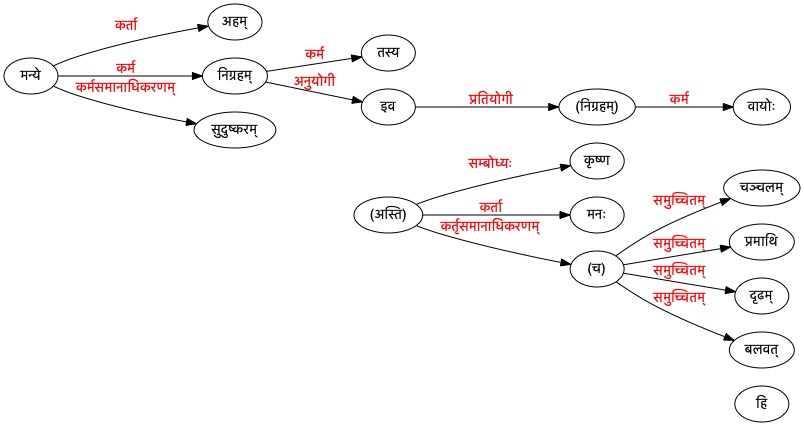 कर्ता
अहम्
मन्ये
कर्म
कर्मसमानाधिकरणम्
निग्रहम्
कर्म
अनुयोगी
तस्य
इव
प्रतियोगी
(निग्रहम्)
कर्म
वायोः
सुदुष्करम्
सम्बोध्यः
कृष्ण
(अस्ति)
कर्ता
कर्तृसमानाधिकरणम्
मनः
(च)
समुच्चितम्
चञ्चलम्
समुच्चितम्
प्रमाथि
समुच्चितम्
दृढम्
समुच्चितम्
बलवत्
हि